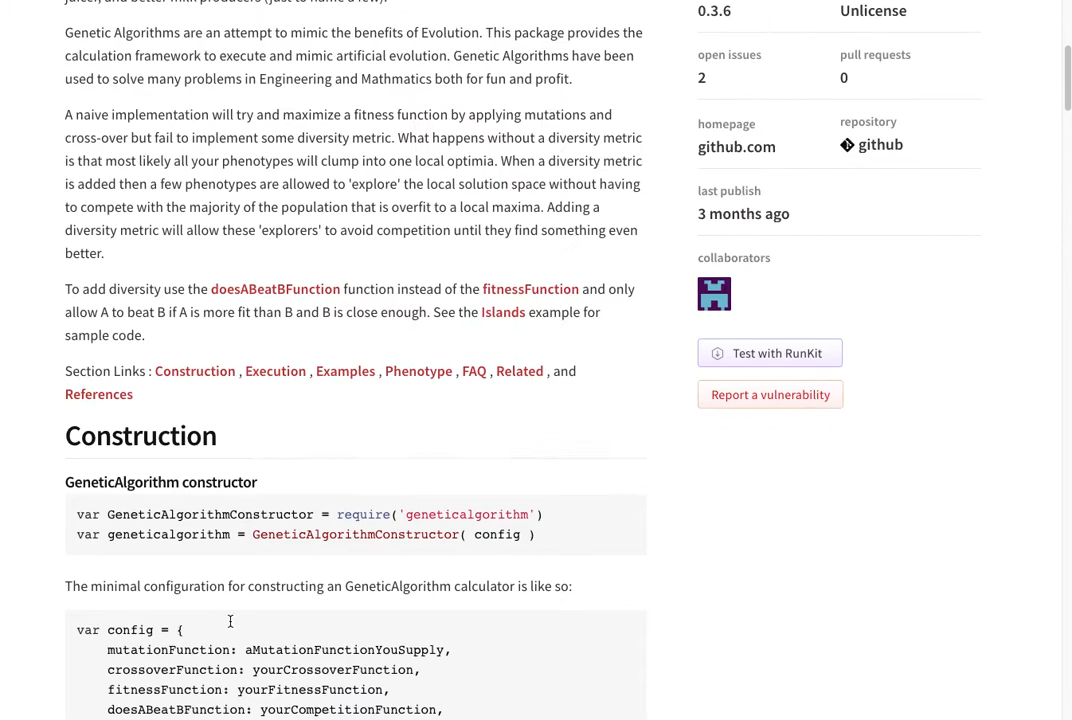 juicer, and better milk producers (just to name a few).
Genetic Algorithms are an attempt to mimic the benefits of Evolution. This package provides the
calculation framework to execute and mimic artificial evolution. Genetic Algorithms have been
used to solve many problems in Engineering and Mathmatics both for fun and profit.
A naive implementation will try and maximize a fitness function by applying mutations and
cross-over but fail to implement some diversity metric. What happens without a diversity metric
is that most likely all your phenotypes will clump into one local optimia. When a diversity metric
is added then a few phenotypes are allowed to 'explore' the local solution space without having
to compete with the majority of the population that is overfit to a local maxima. Adding a
diversity metric will allow these 'explorers' to avoid competition until they find something even
better.
To add diversity use the doesABeatBFunction function instead of the fitnessFunction and only
allow A to beat B if A is more fit than B and B is close enough. See the Islands example for
sample code.
Section Links : Construction , Execution , Examples , Phenotype , FAQ , Related , and
References
Construction
GeneticAlgorithm constructor
var GeneticAlgorithmConstructor = require('geneticalgorithm')
var geneticalgorithm = GeneticAlgorithmConstructor( config )
The minimal configuration for constructing an GeneticAlgorithm calculator is like so:
var config = {
mutationFunction: aMutationFunctionYouSupply,
crossoverFunction: yourCrossoverFunction,
fitnessFunction: yourFitnessFunction,
doesABeatBFunction: yourCompetitionFunction,
0.3.6 Unlicense
open issues pull requests
2 0
homepage repository
github.com github
last publish
3 months ago
collaborators
Test with RunKit
Report a vulnerability